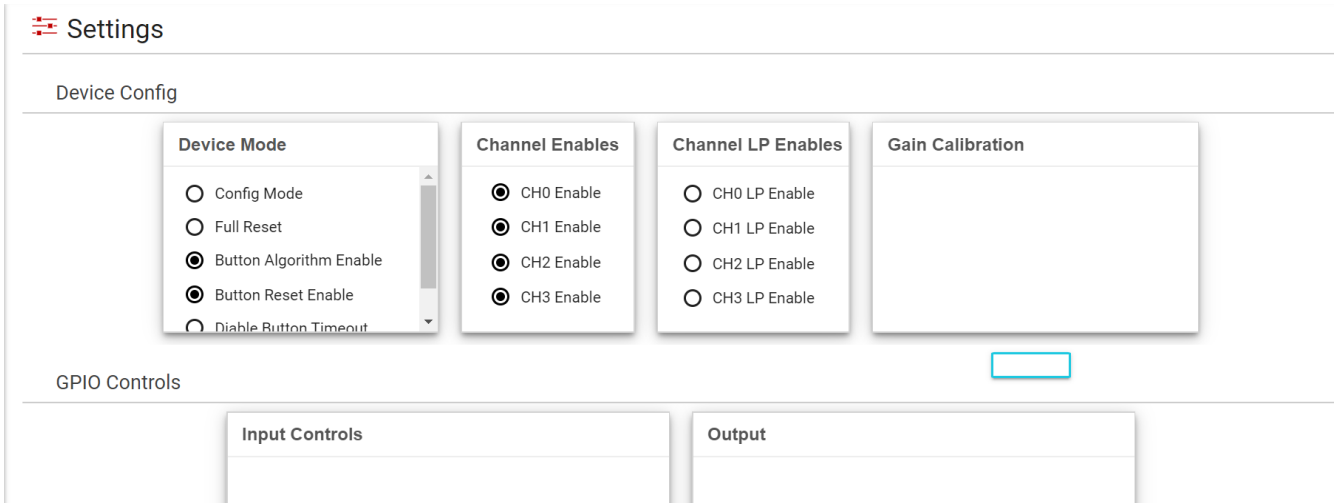 Settings
Device Config
Device Mode
Config Mode
Full Reset
Button Algorithm Enable
Button Reset Enable
Diable Button Timeout
Channel Enables
CH0 Enable
CH1 Enable
CH2 Enable
CH3 Enable
Channel LP Enables
CH0 LP Enable
CH1 LP Enable
CH2 LP Enable
CH3 LP Enable
Gain Calibration
GPIO Controls
Input Controls
Output